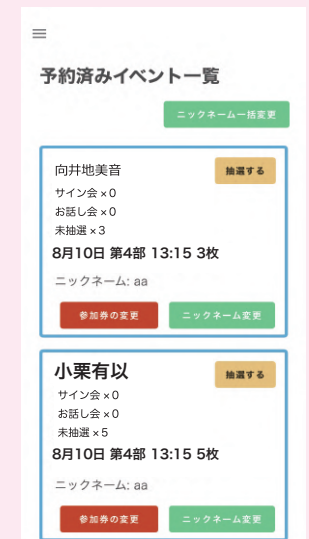 予約済みイベント一覧
ニックネーム一括変更
向井地美音
抽選する
サイン会×0
お話し会×0
未抽選×3
8月10日 第4部 13:15 3枚
ニックネーム: aa
参加券の変更
ニックネーム変更
小栗有以
抽選する
サイン会×0
お話し会×0
未抽選×5
8月10日 第4部 13:15 5枚
ニックネーム: aa
参加券の変更
ニックネーム変更